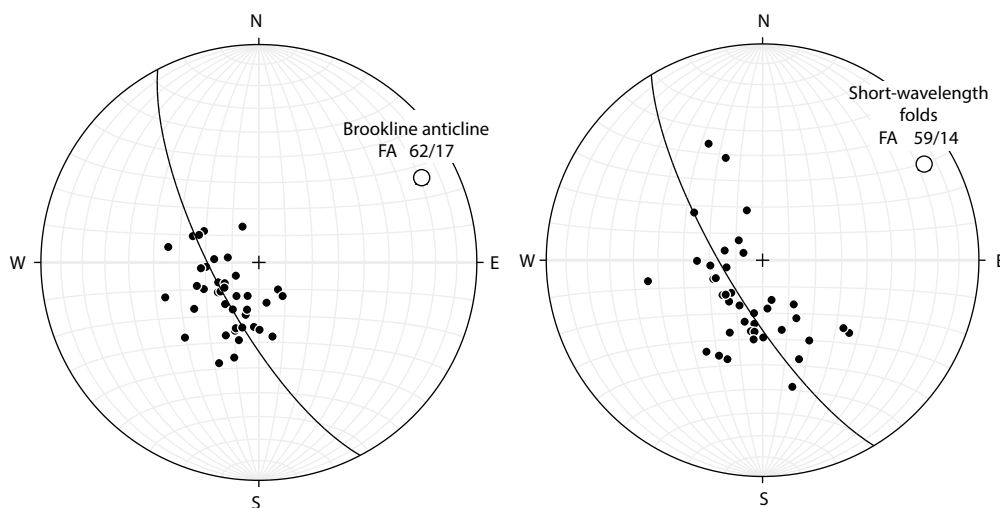 N
Brookline anticline
FA 62/17
W
E
S
N
Short-wavelength
folds
FA 59/14
W
E
S